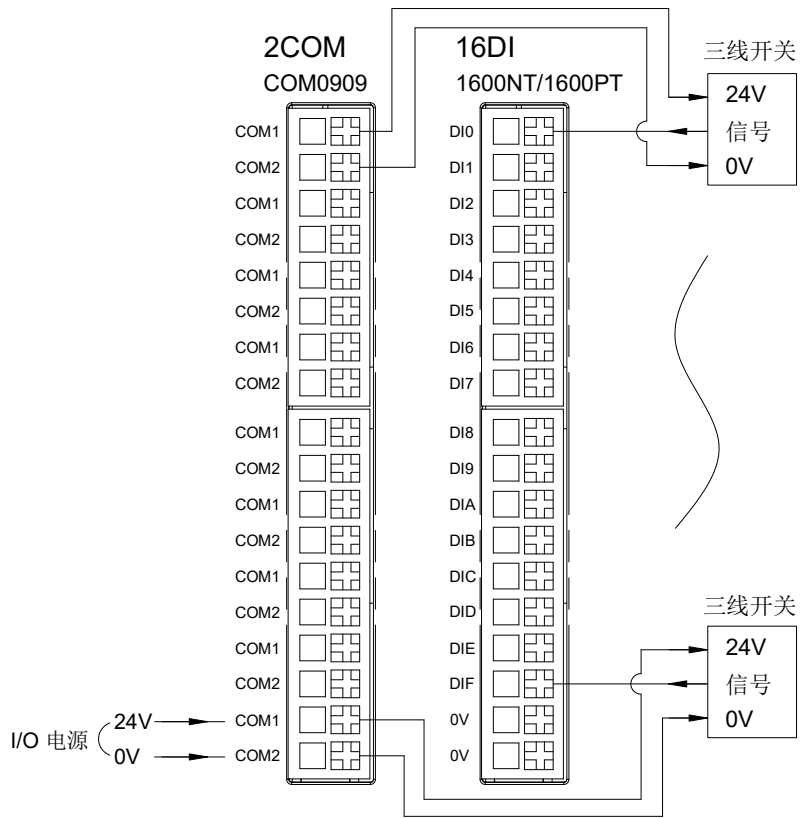 2COM
COM0909
COM1
COM2
COM1
COM2
COM1
COM2
COM1
COM2
COM1
COM2
COM1
COM2
COM1
COM2
COM1
COM2
COM1
COM2
I/O 电源
24V
0V
16DI
1600NT/1600PT
DI0
DI1
DI2
DI3
DI4
DI5
DI6
DI7
DI8
DI9
DIA
DIB
DIC
DID
DIE
DIF
0V
0V
三线开关
24V
信号
0V
三线开关
24V
信号
0V